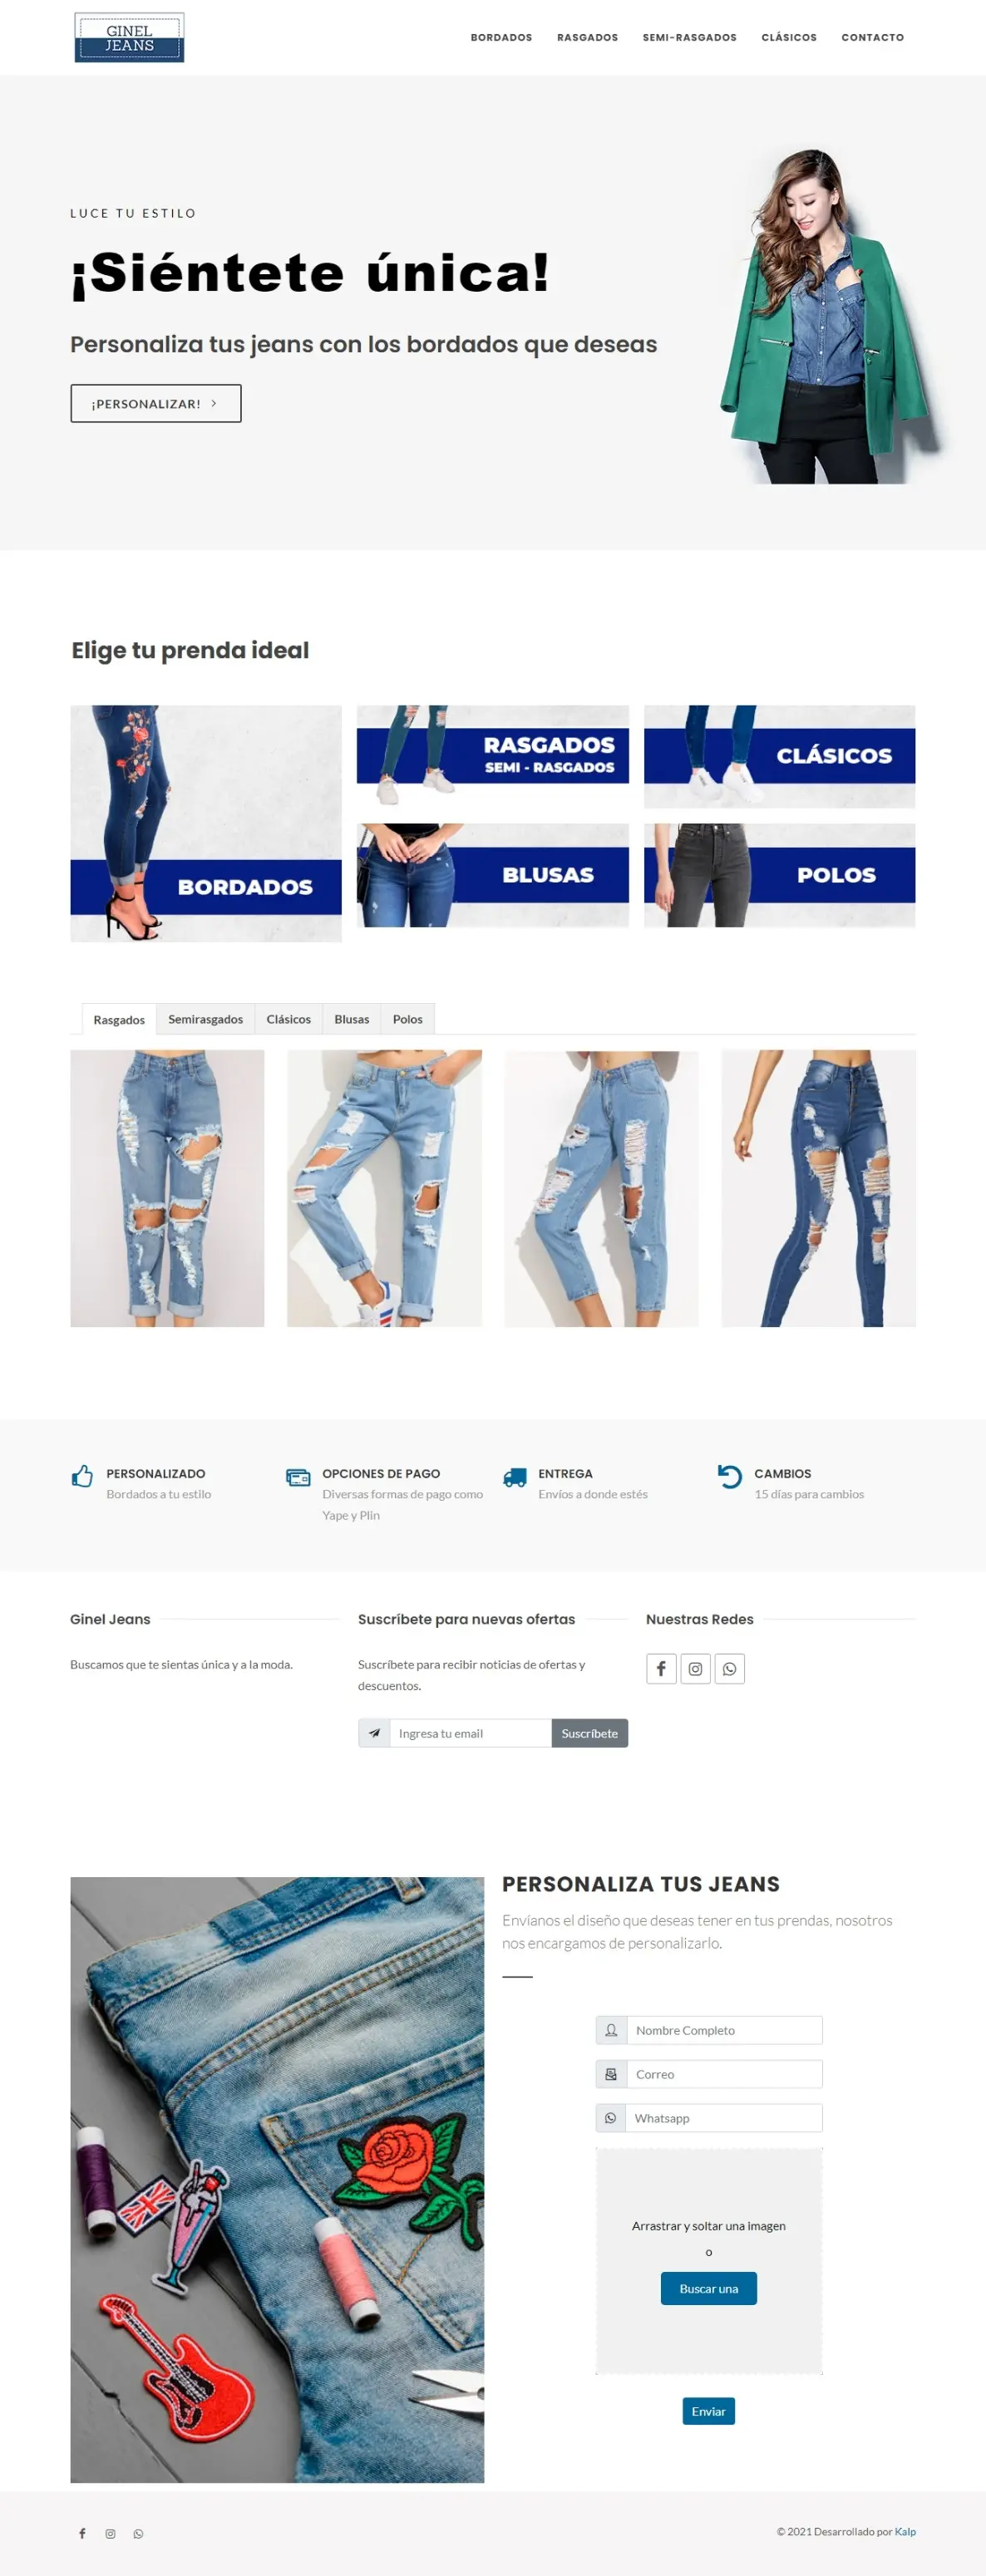 GINEL
JEANS
BORDADOS RASGADOS SEMI-RASGADOS CLÁSICOS CONTACTO
LUCE TU ESTILO
¡Siéntete única!
Personaliza tus jeans con los bordados que deseas
¡PERSONALIZAR!
Elige tu prenda ideal
BORDADOS
RASGADOS
SEMI - RASGADOS
CLÁSICOS
BLUSAS
POLOS
Rasgados Semirasgados Clásicos Blusas Polos
PERSONALIZADO
Bordados a tu estilo
OPCIONES DE PAGO
Diversas formas de pago como
Yape y Plin
ENTREGA
Envíos a donde estés
CAMBIOS
15 días para cambios
Ginel Jeans
Buscamos que te sientas única y a la moda.
Suscríbete para nuevas ofertas
Suscríbete para recibir noticias de ofertas y
descuentos.
Ingresa tu email Suscríbete
Nuestras Redes
PERSONALIZA TUS JEANS
Envíanos el diseño que deseas tener en tus prendas, nosotros
nos encargamos de personalizarlo.
Nombre Completo
Correo
Whatsapp
Arrastrar y soltar una imagen
o
Buscar una
Enviar
© 2021 Desarrollado por Kalp